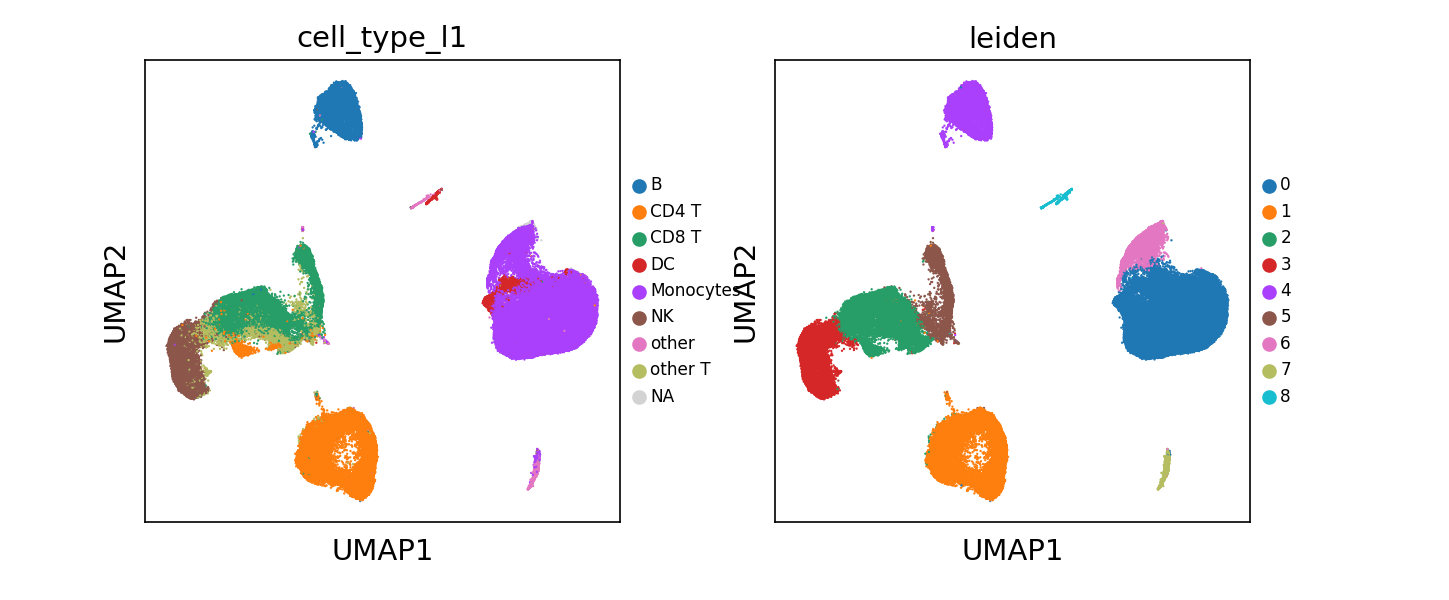 cell_type_l1
UMAP2
UMAP1
B
CD4 T
CD8 T
DC
Monocytes
NK
other
other T
NA
leiden
UMAP2
UMAP1
0
1
2
3
4
5
6
7
8